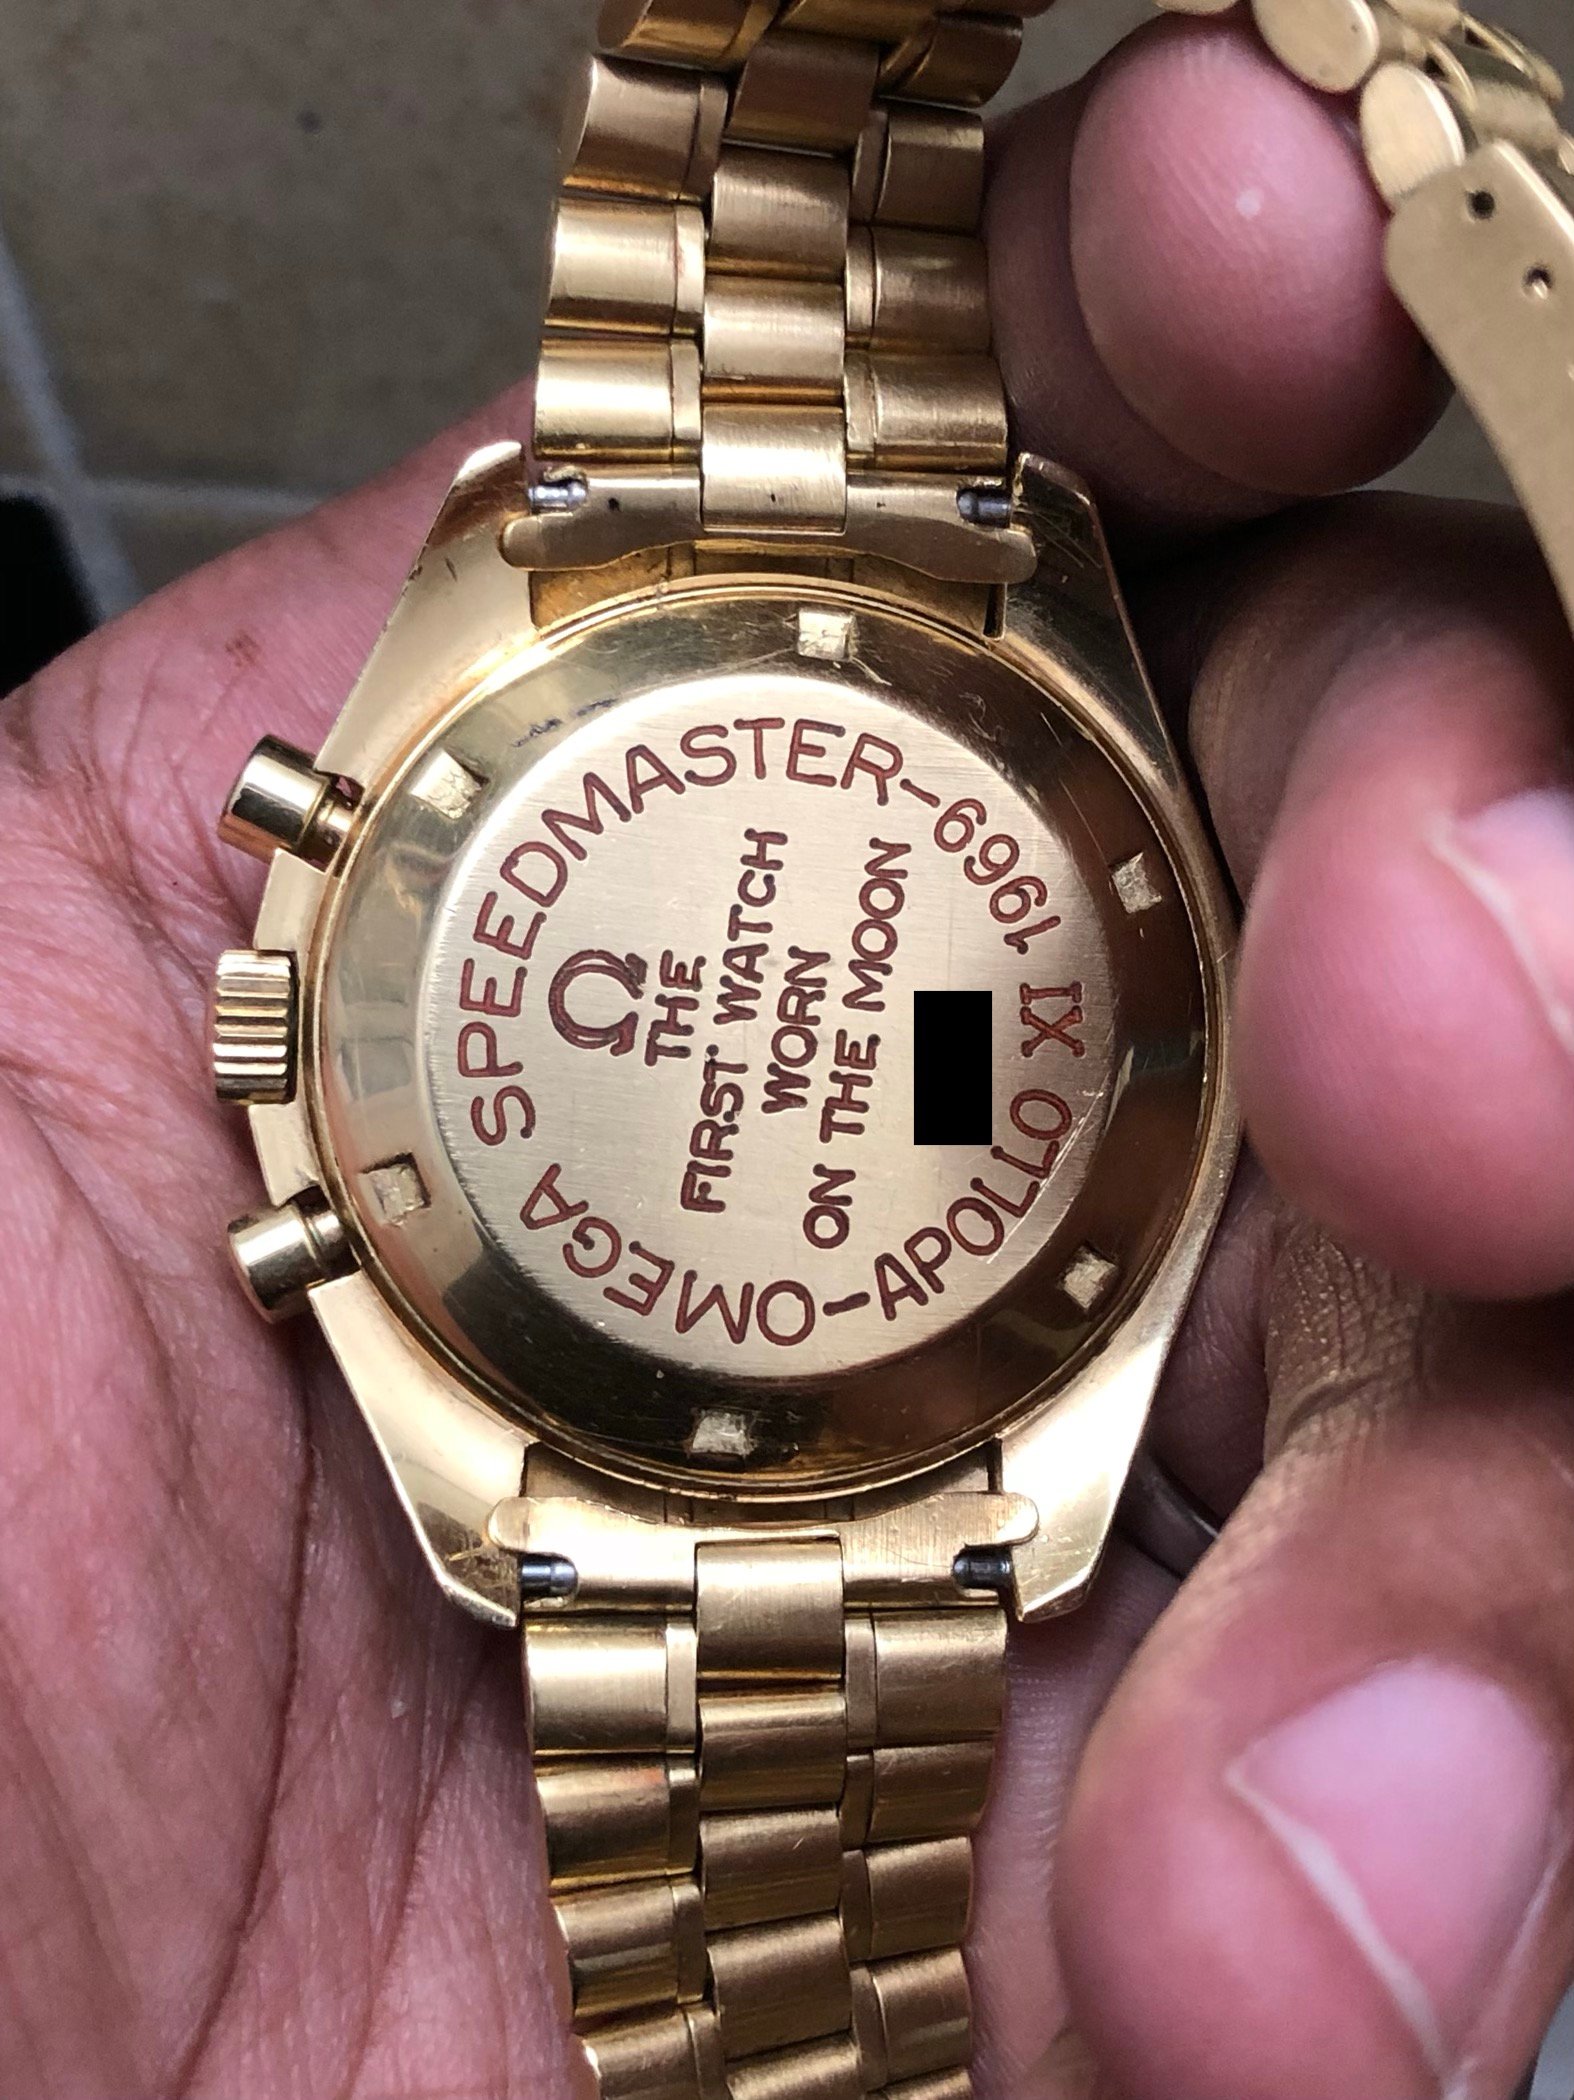 OMEGA SPEEDMASTER
Ω
THE
FIRST WATCH
WORN
ON THE MOON
-APOLLO XI 1969-